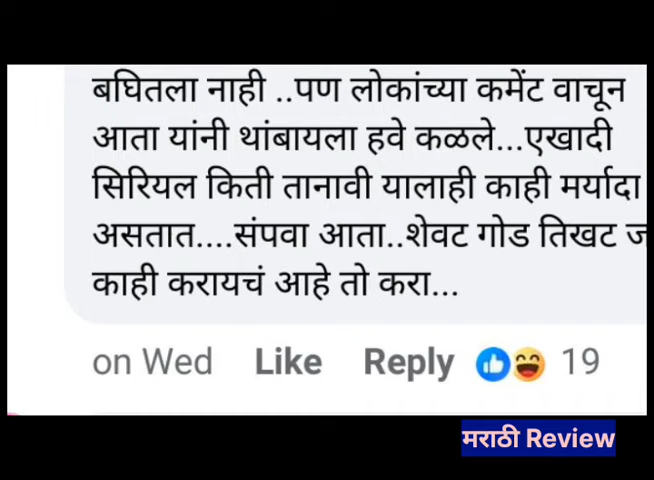 बघितला नाही ..पण लोकांच्या कमेंट वाचून
आता यांनी थांबायला हवे कळले...एखादी
सिरियल किती तानावी यालाही काही मर्यादा
असतात....संपवा आता..शेवट गोड तिखट
काही करायचं आहे तो करा...
on Wed Like Reply 19
मराठी Review